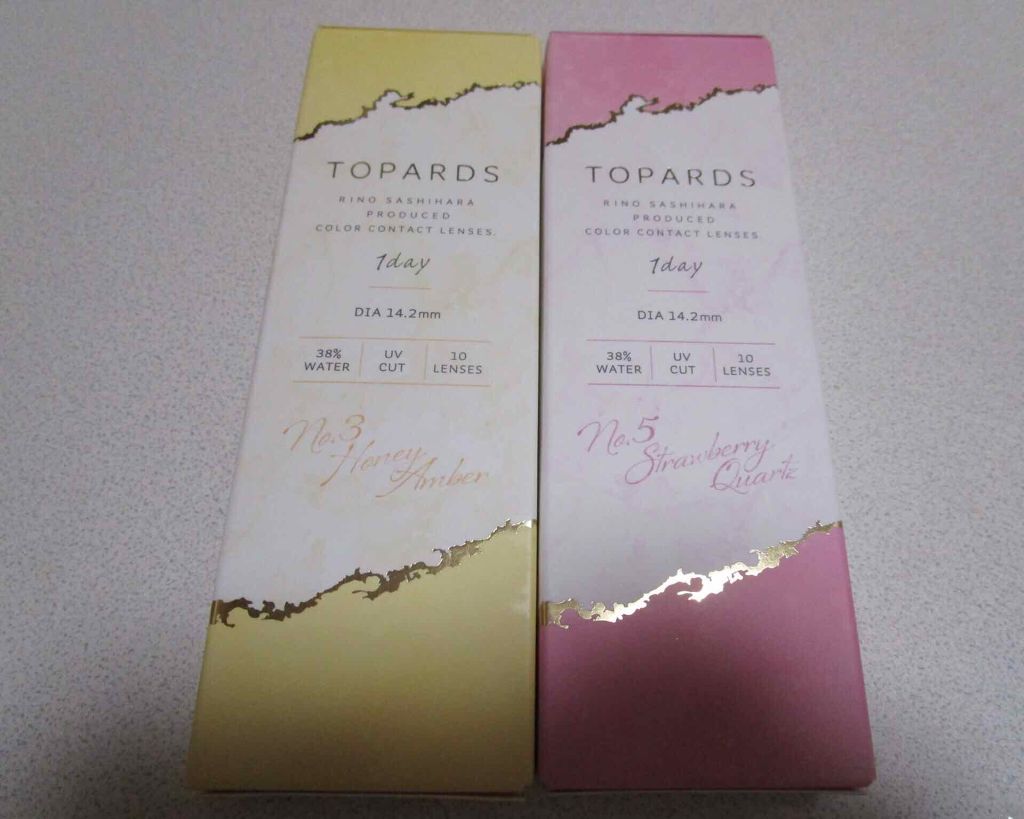 TOPARDS
RINO SASHIHARA
PRODUCED
COLOR CONTACT LENSES.
1day
DIA 14.2mm
38%
WATER
UV
CUT
10
LENSES
No.3
Honey
Amber
TOPARDS
RINO SASHIHARA
PRODUCED
COLOR CONTACT LENSES.
1day
DIA 14.2mm
38%
WATER
UV
CUT
10
LENSES
No.5
Strawberry
Quartz